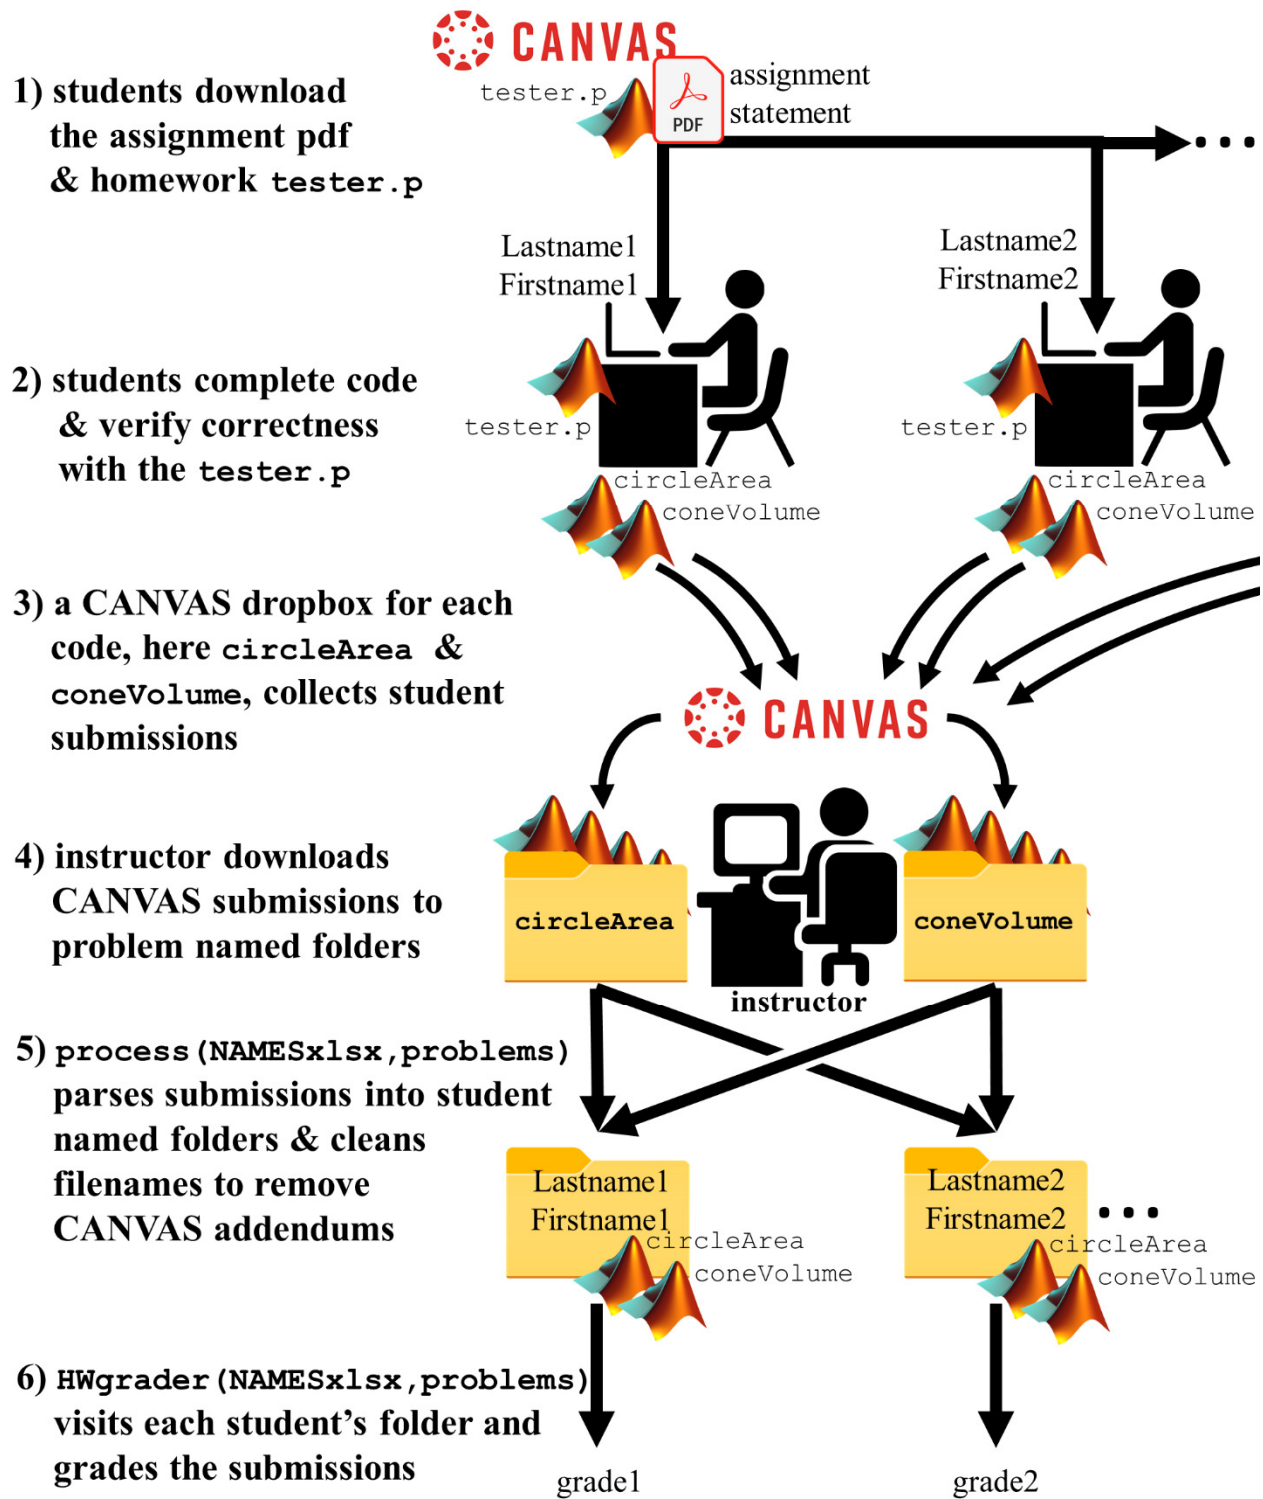 CANVAS
1) students download
the assignment pdf
& homework tester.p
tester.p
PDF
assignment
statement
...
Lastname1
Firstname1
Lastname2
Firstname2
2) students complete code
& verify correctness
with the tester.p
tester.p
tester.p
circleArea
coneVolume
circleArea
coneVolume
3) a CANVAS dropbox for each
code, here circleArea &
coneVolume, collects student
submissions
CANVAS
4) instructor downloads
CANVAS submissions to
problem named folders
circleArea
coneVolume
instructor
5) process(NAMESxlsx,problems)
parses submissions into student
named folders & cleans
filenames to remove
CANVAS addendums
Lastname1
Firstname1
circleArea
coneVolume
Lastname2
Firstname2
...
circleArea
coneVolume
6) HWgrader(NAMESxlsx,problems)
visits each student’s folder and
grades the submissions
grade1
grade2